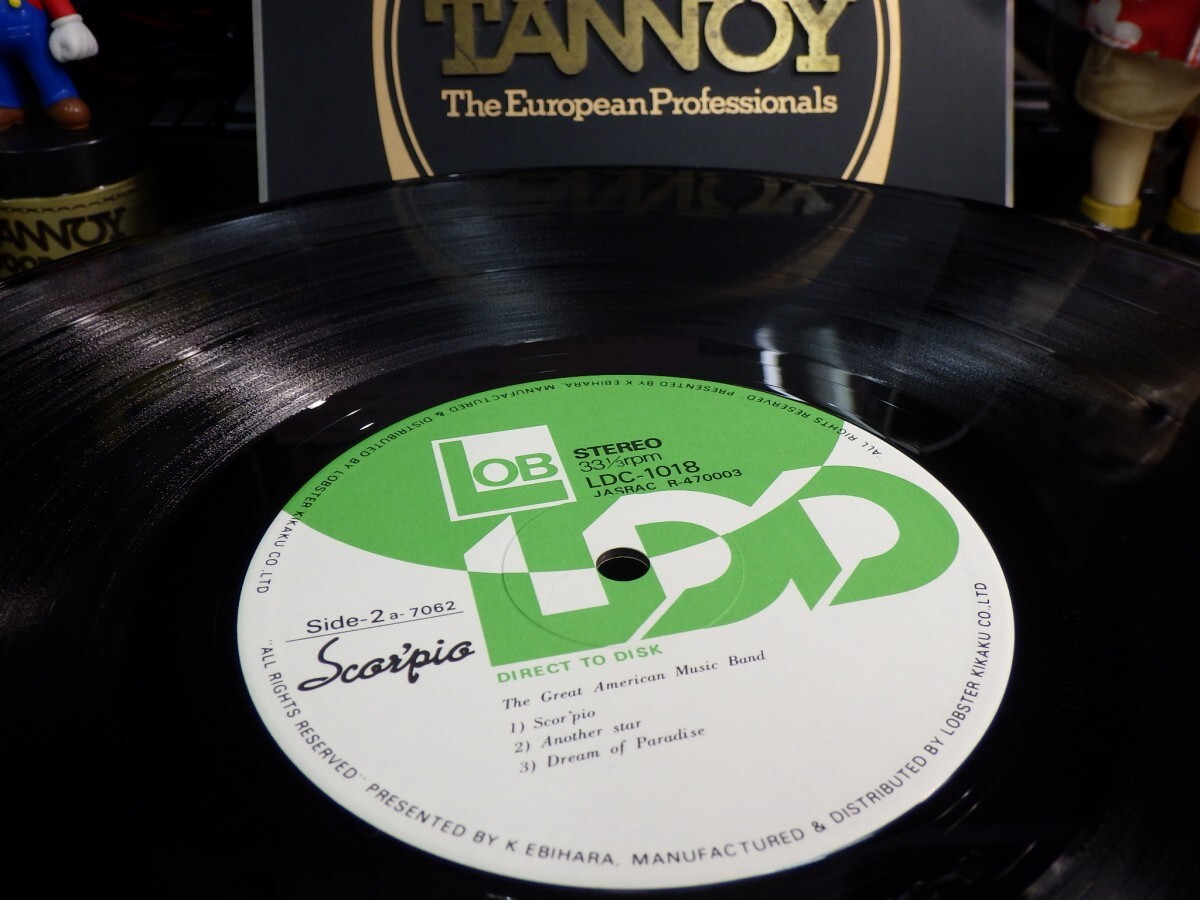 TANNOY
The European Professionals
TANNOY
LOB
STEREO
33⅓rpm
LDC-1018
JASRAC R-470003
LDD
DIRECT TO DISK
Side-2 a-7062
Scor'pio
The Great American Music Band
1) Scor'pio
2) Another star
3) Dream of Paradise
"ALL RIGHTS RESERVED" PRESENTED BY K EBIHARA, MANUFACTURED & DISTRIBUTED BY LOBSTER KIKAKU CO.,LTD
"ALL RIGHTS RESERVED" PRESENTED BY K EBIHARA, MANUFACTURED & DISTRIBUTED BY LOBSTER KIKAKU CO.,LTD